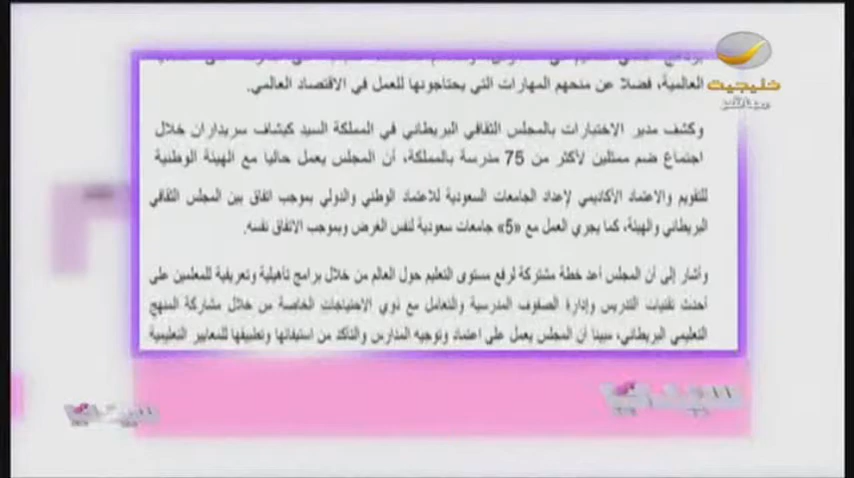 العالمية، فضلا عن منحهم المهارات التي يحتاجونها للعمل في الاقتصاد العالمي.
خليجيت
مباشر
وكشف مدير الاختبارات بالمجلس الثقافي البريطاني في المملكة السيد كيشاف سريداران خلال
اجتماع ضم ممثلين لأكثر من 75 مدرسة بالمملكة، أن المجلس يعمل حاليا مع الهيئة الوطنية
للتقويم والاعتماد الأكاديمي لإعداد الجامعات السعودية للاعتماد الوطني والدولي بموجب اتفاق بين المجلس الثقافي
البريطاني والهيئة، كما يجري العمل مع «5» جامعات سعودية لنفس الغرض وبموجب الاتفاق نفسه.
وأشار إلى أن المجلس أعد خطة مشتركة لرفع مستوى التعليم حول العالم من خلال برامج تأهيلية وتعريفية للمعلمين على
أحدث تقنيات التدريس وإدارة الصفوف المدرسية والتعامل مع ذوي الاحتياجات الخاصة من خلال مشاركة المنهج
التعليمي البريطاني، مبينا أن المجلس يعمل على اعتماد وتوجيه المدارس والتأكد من استيفائها وتطبيقها للمعايير التعليمية